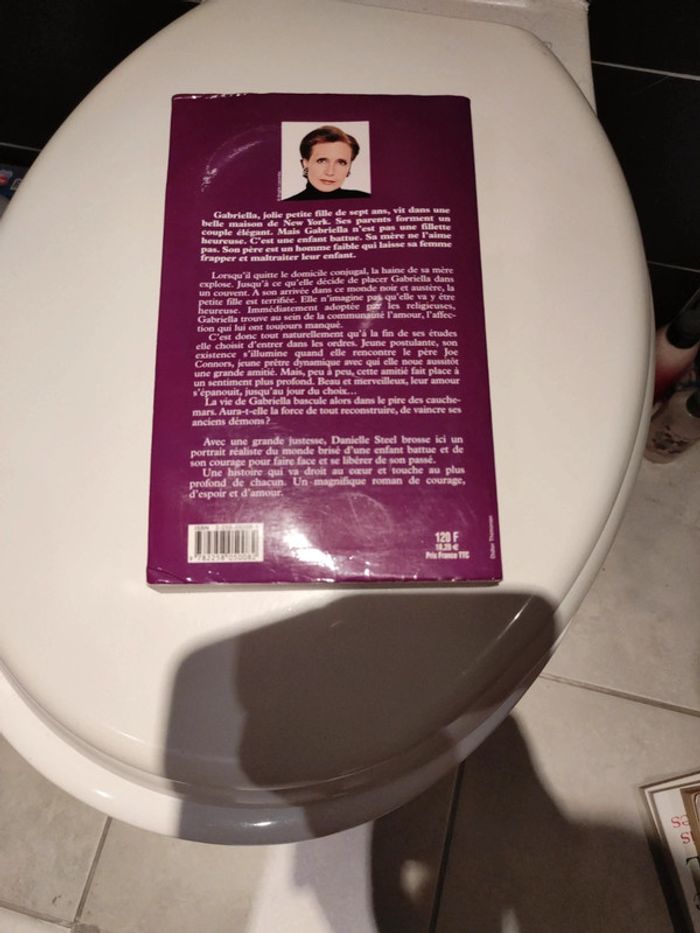 Gabriella, jolie petite fille de sept ans, vit dans une
belle maison de New York. Ses parents forment un
couple élégant. Mais Gabriella n'est pas une fillette
heureuse. C'est une enfant battue. Sa mère ne l'aime
pas. Son père est un homme faible qui laisse sa femme
frapper et maltraiter leur enfant.
Lorsqu'il quitte le domicile conjugal, la haine de sa mère
explose. Jusqu'à ce qu'elle décide de placer Gabriella dans
un couvent. A son arrivée dans ce monde noir et austère, la
petite fille est terrifiée. Elle n'imagine pas qu'elle va y être
heureuse. Immédiatement adoptée par les religieuses,
Gabriella trouve au sein de la communauté l'amour, l'affec-
tion qui lui ont toujours manqué.
C'est donc tout naturellement qu'à la fin de ses études
elle choisit d'entrer dans les ordres. Jeune postulante, son
existence s'illumine quand elle rencontre le père Joe
Connors, jeune prêtre dynamique avec qui elle noue aussitôt
une grande amitié. Mais, peu à peu, cette amitié fait place à
un sentiment plus profond. Beau et merveilleux, leur amour
s'épanouit, jusqu'au jour du choix...
La vie de Gabriella bascule alors dans le pire des cauche-
mars. Aura-t-elle la force de tout reconstruire, de vaincre ses
anciens démons ?
Avec une grande justesse, Danielle Steel brosse ici un
portrait réaliste du monde brisé d'une enfant battue et de
son courage pour faire face et se libérer de son passé.
Une histoire qui va droit au cœur et touche au plus
profond de chacun. Un magnifique roman de courage,
d'espoir et d'amour.
ISBN
9 782258 050082
120 F
18.29 €
Prix France TTC
Didier Thimonier